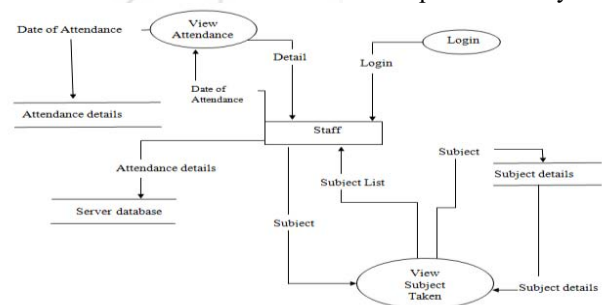 View
Attendance
Date of Attendance
Login
Detail
Login
Date of
Attendance
Attendance details
Staff
Subject
Attendance details
Subject details
Subject List
Server database
Subject
View
Subject
Taken
Subject details